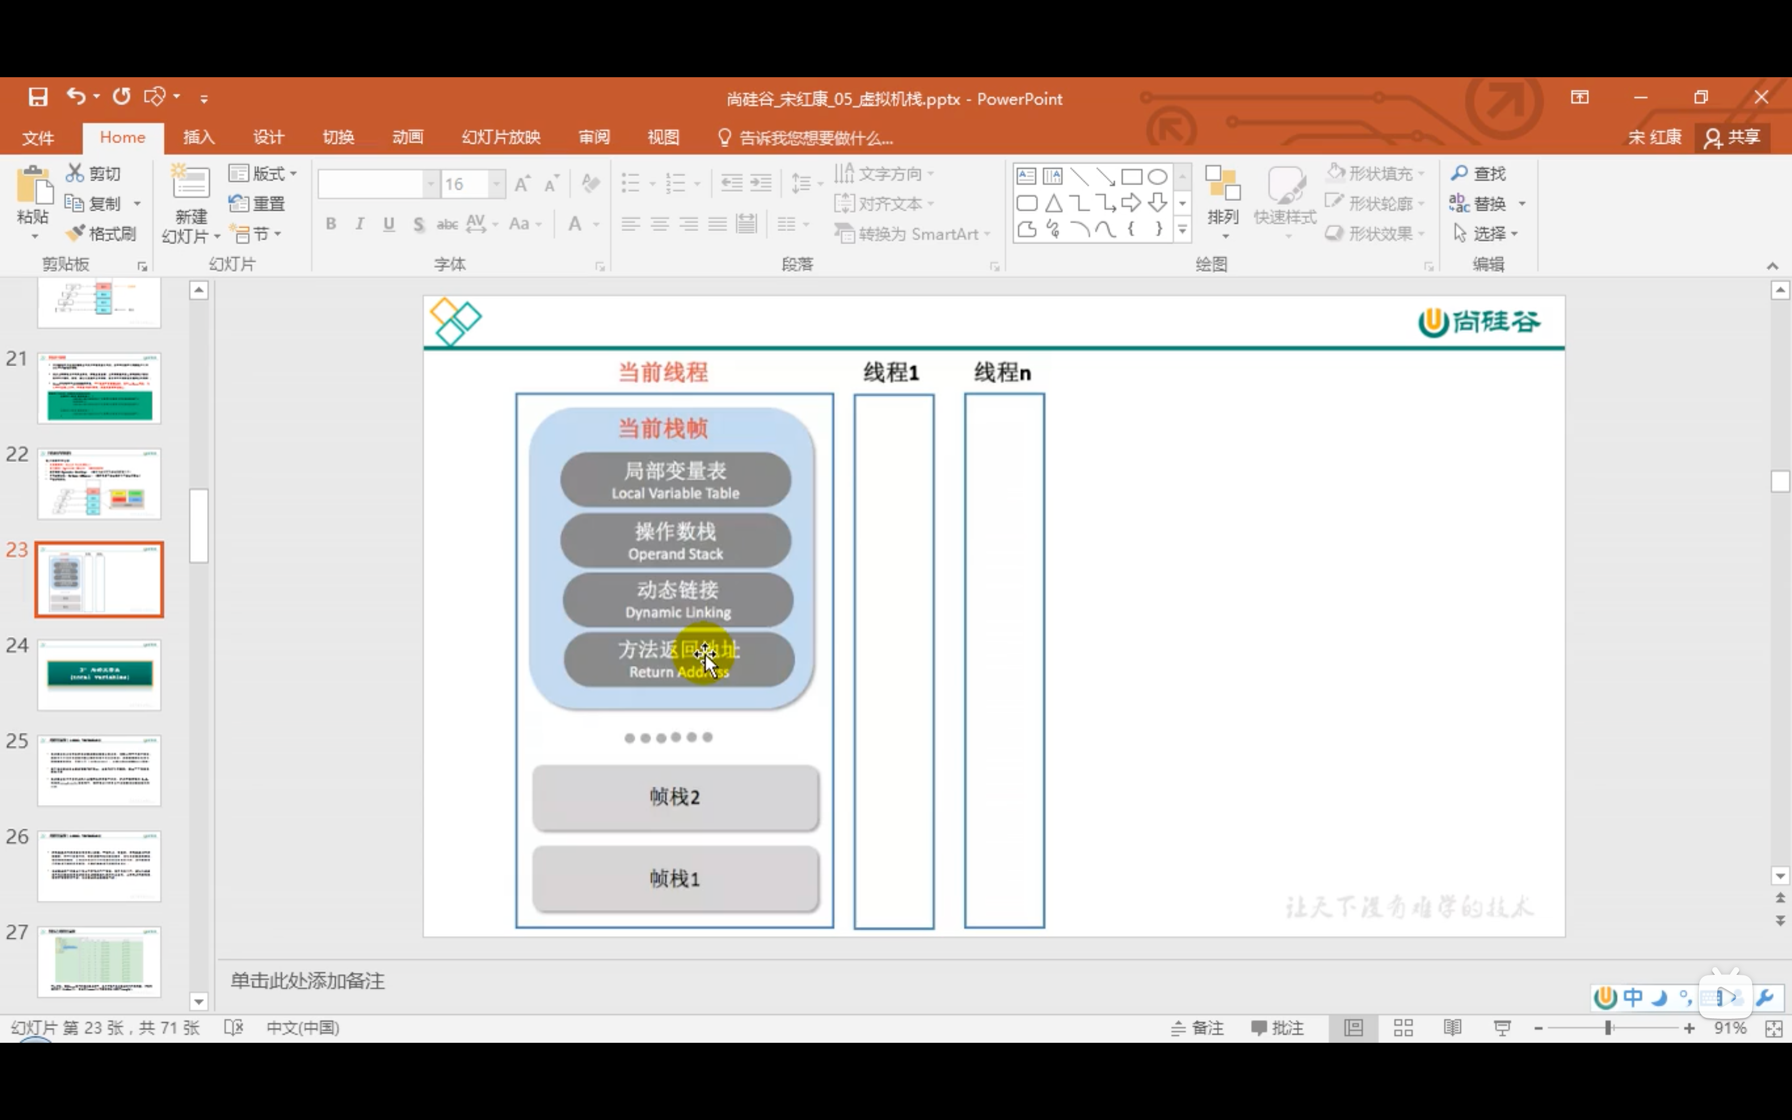 尚硅谷_宋红康_05_虚拟机栈.pptx - PowerPoint
文件 Home 插入 设计 切换 动画 幻灯片放映 审阅 视图 告诉我您想要做什么... 宋 红康 共享
剪切
复制
格式刷
粘贴
剪贴板
新建
幻灯片
版式
重置
节
幻灯片
16
B I U S abc AV Aa A
字体
文字方向
对齐文本
转换为 SmartArt
段落
排列
快速样式
形状填充
形状轮廓
形状效果
绘图
查找
替换
选择
编辑
21
22
23
24
25
26
27
尚硅谷
当前线程 线程1 线程n
当前栈帧
局部变量表
Local Variable Table
操作数栈
Operand Stack
动态链接
Dynamic Linking
方法返回地址
Return Address
帧栈2
帧栈1
让天下没有难学的技术
单击此处添加备注
中
幻灯片 第 23 张，共 71 张 中文(中国) 备注 批注 91%